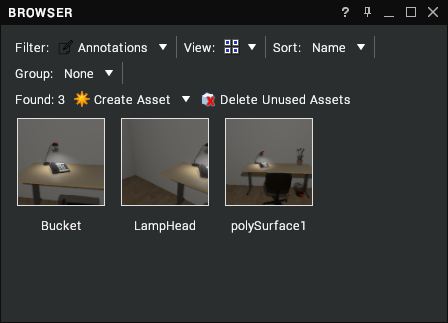 BROWSER ?
Filter: Annotations View: Sort: Name
Group: None
Found: 3 Create Asset Delete Unused Assets
Bucket LampHead polySurface1